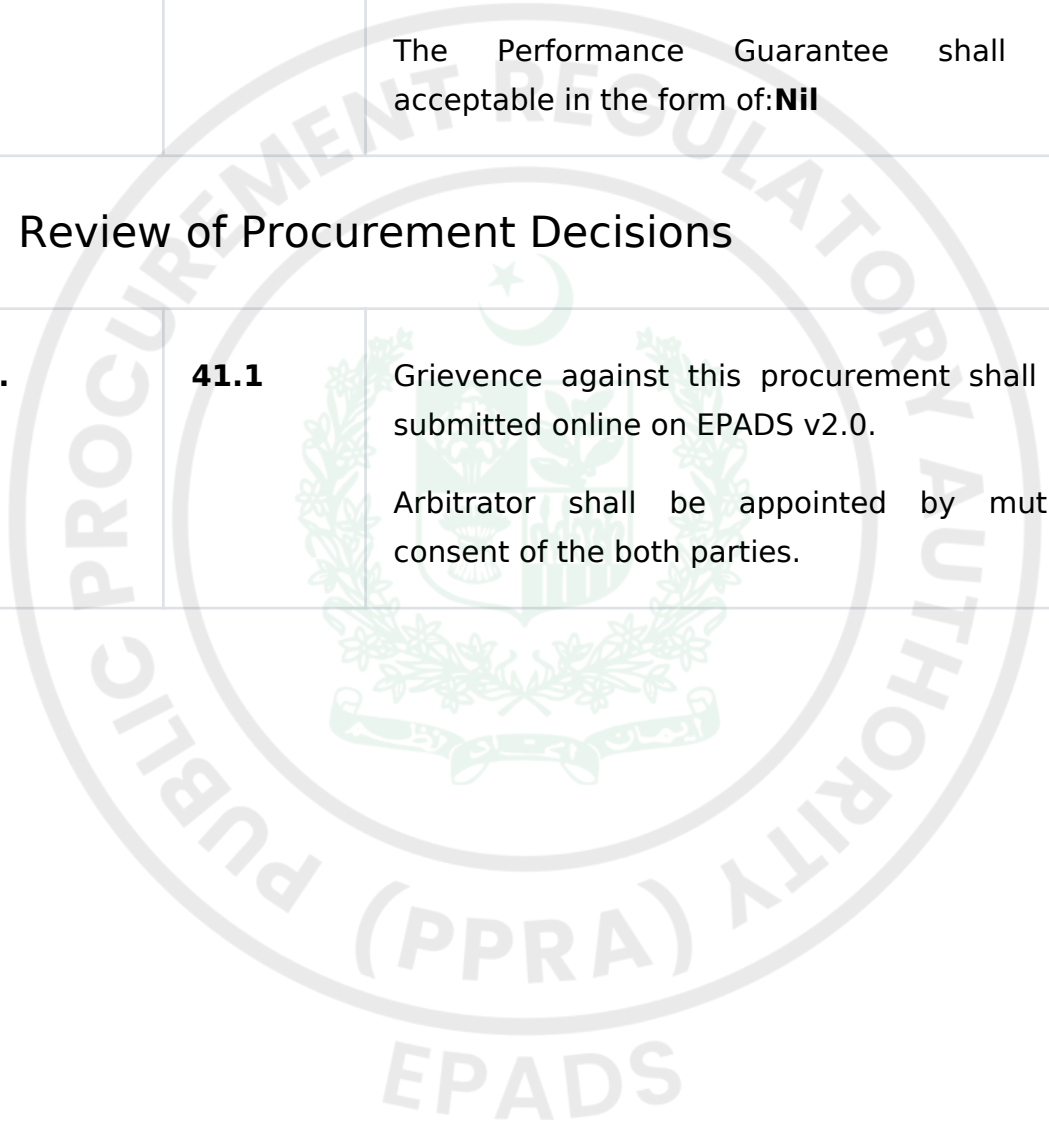 The Performance Guarantee shall
acceptable in the form of:Nil
Review of Procurement Decisions
. 41.1 Grievence against this procurement shall
submitted online on EPADS v2.0.
Arbitrator shall be appointed by mut
consent of the both parties.
PUBLIC PROCUREMENT REGULATORY AUTHORITY
(PPRA)
EPADS